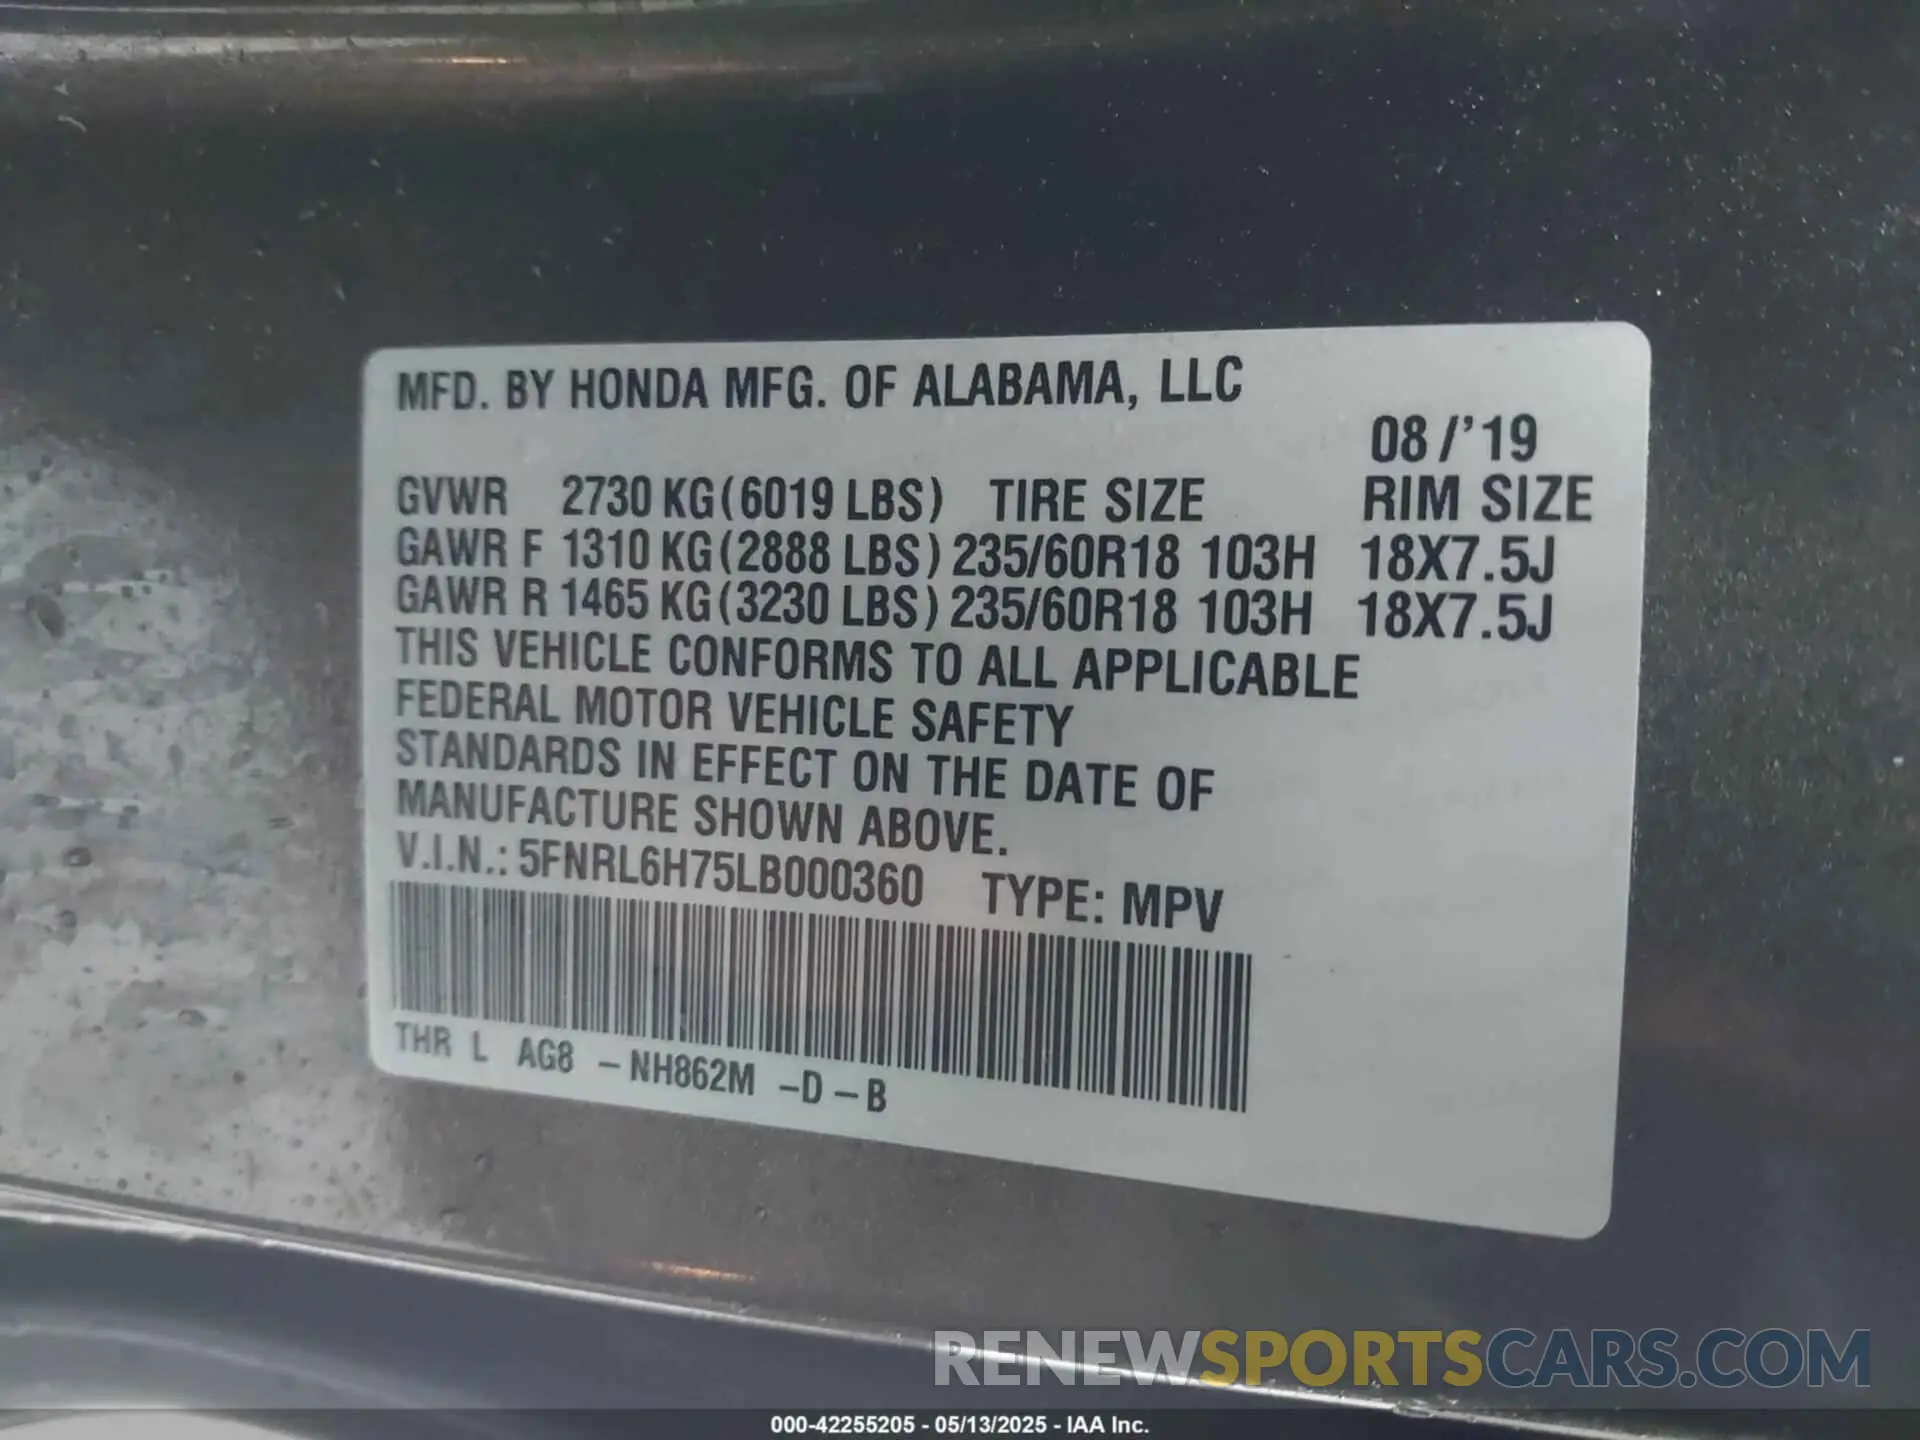 MFD. BY HONDA MFG. OF ALABAMA, LLC
08/'19
GVWR 2730 KG(6019 LBS) TIRE SIZE RIM SIZE
GAWR F 1310 KG(2888 LBS) 235/60R18 103H 18X7.5J
GAWR R 1465 KG(3230 LBS) 235/60R18 103H 18X7.5J
THIS VEHICLE CONFORMS TO ALL APPLICABLE
FEDERAL MOTOR VEHICLE SAFETY
STANDARDS IN EFFECT ON THE DATE OF
MANUFACTURE SHOWN ABOVE.
V.I.N.: 5FNRL6H75LB000360 TYPE: MPV
THR L AG8 -NH862M -D-B
RENEWSPORTSCARS.COM
000-42255205 - 05/13/2025 - IAA Inc.